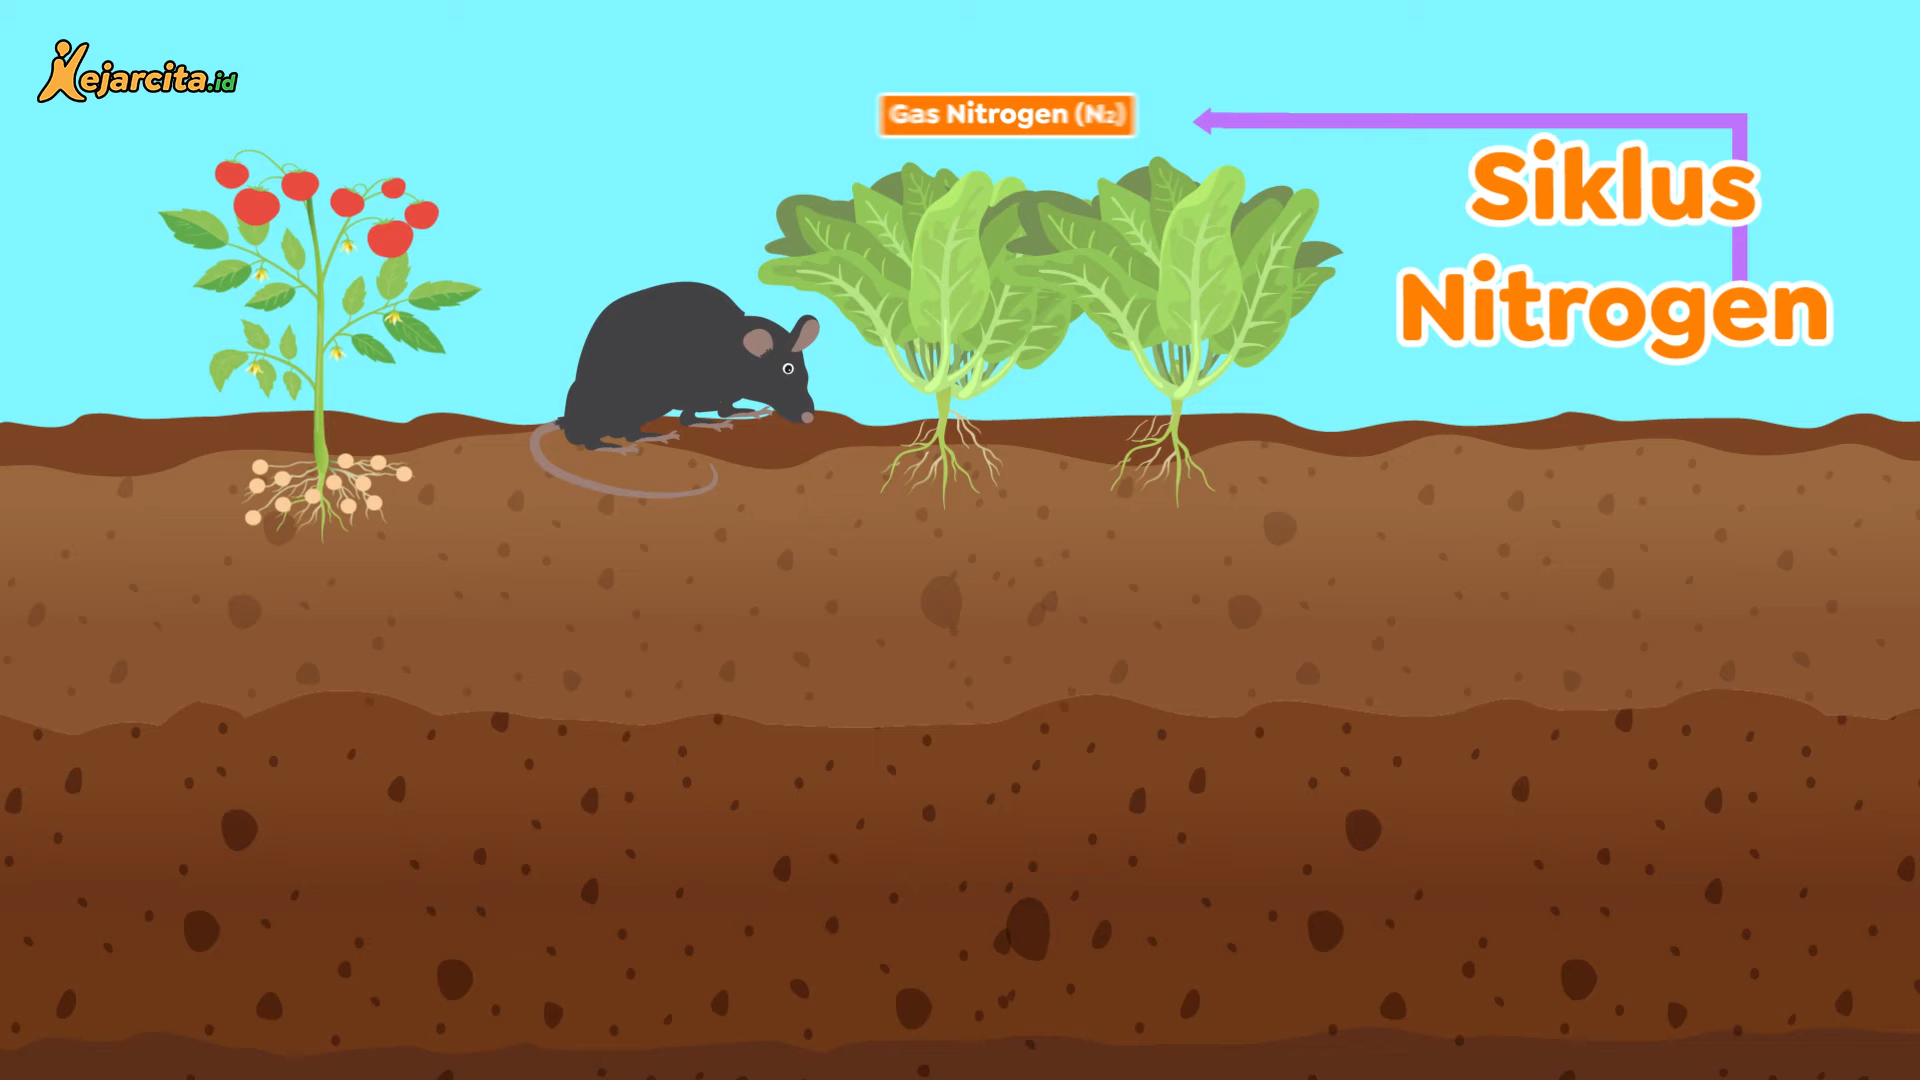 Kejarcita.id
Gas Nitrogen (N₂)
Siklus
Nitrogen